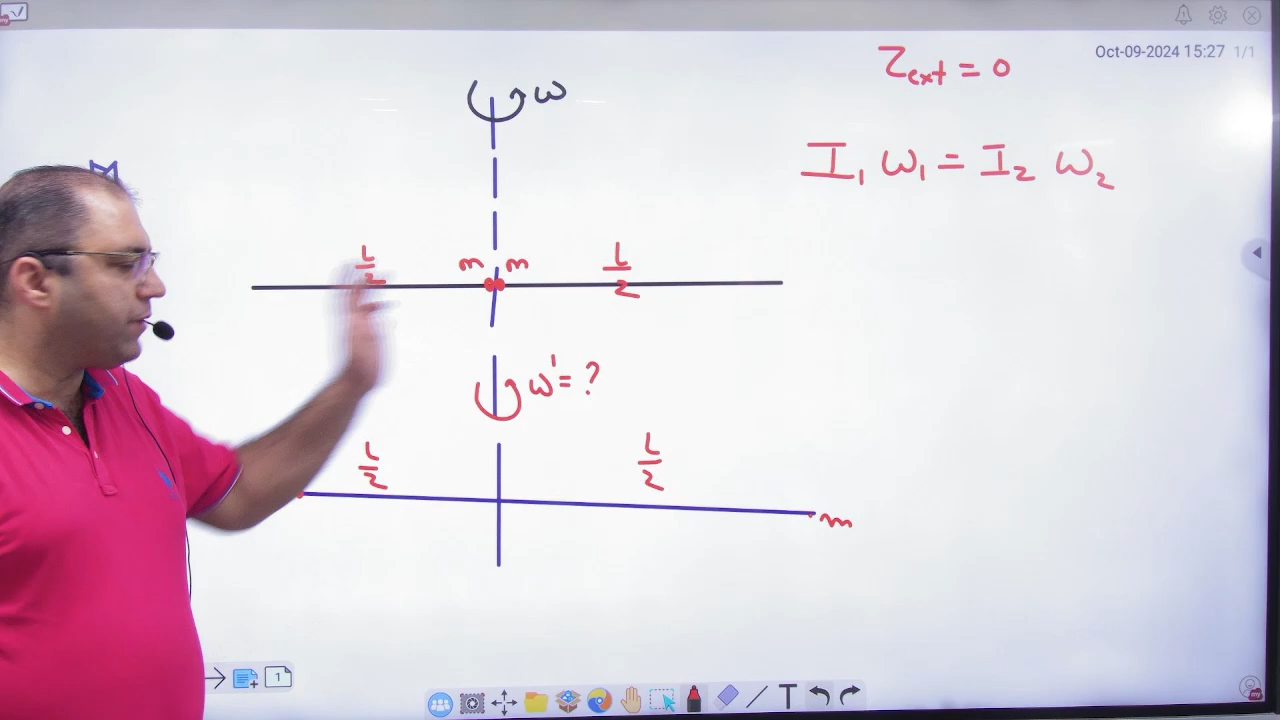 Oct-09-2024 15:27 1/1
τext = 0
ω
I₁ ω₁ = I₂ ω₂
L/2 m m L/2
ω' = ?
L/2 L/2
m
1
T